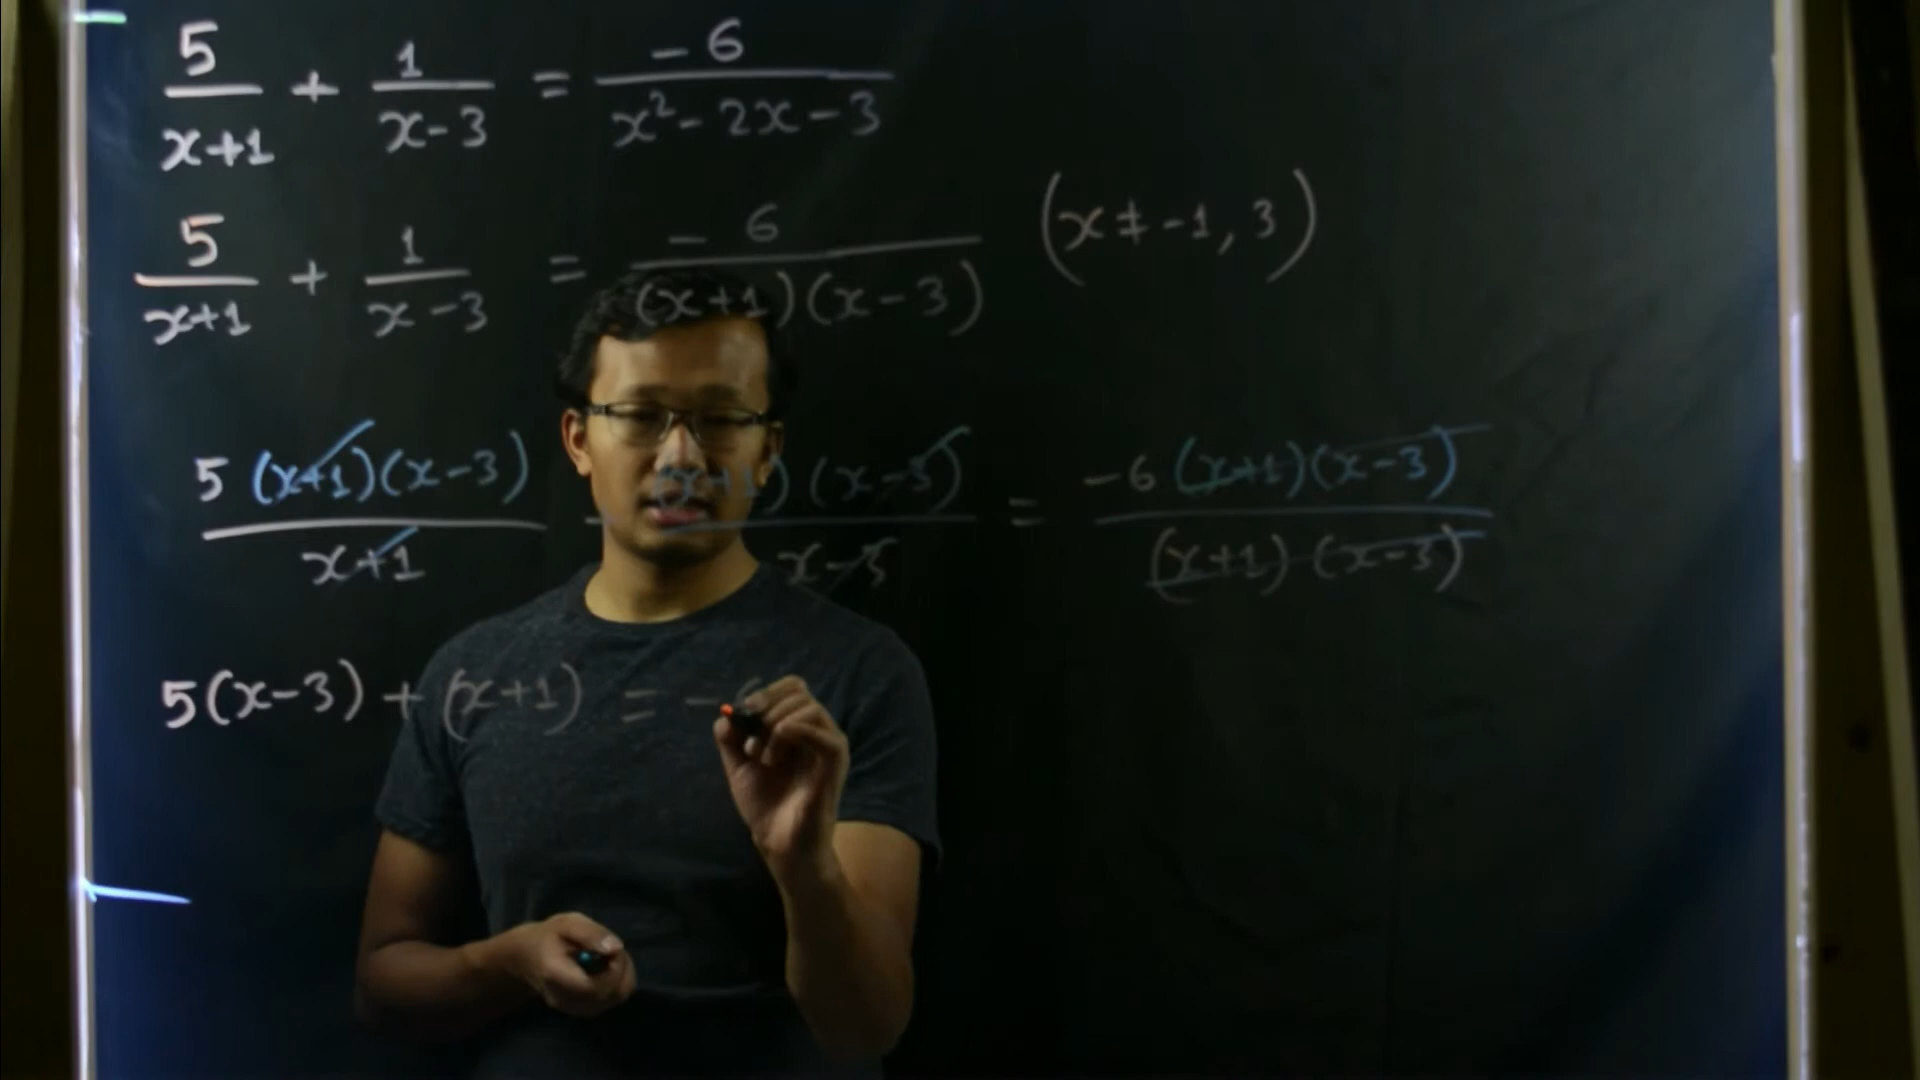 5/(x+1) + 1/(x-3) = -6/(x²-2x-3)
5/(x+1) + 1/(x-3) = -6/((x+1)(x-3)) (x≠-1, 3)
5(x+1)(x-3)/(x+1) (x+1)(x-3)/(x-3) = -6(x+1)(x-3)/((x+1)(x-3))
5(x-3) + (x+1) = -6